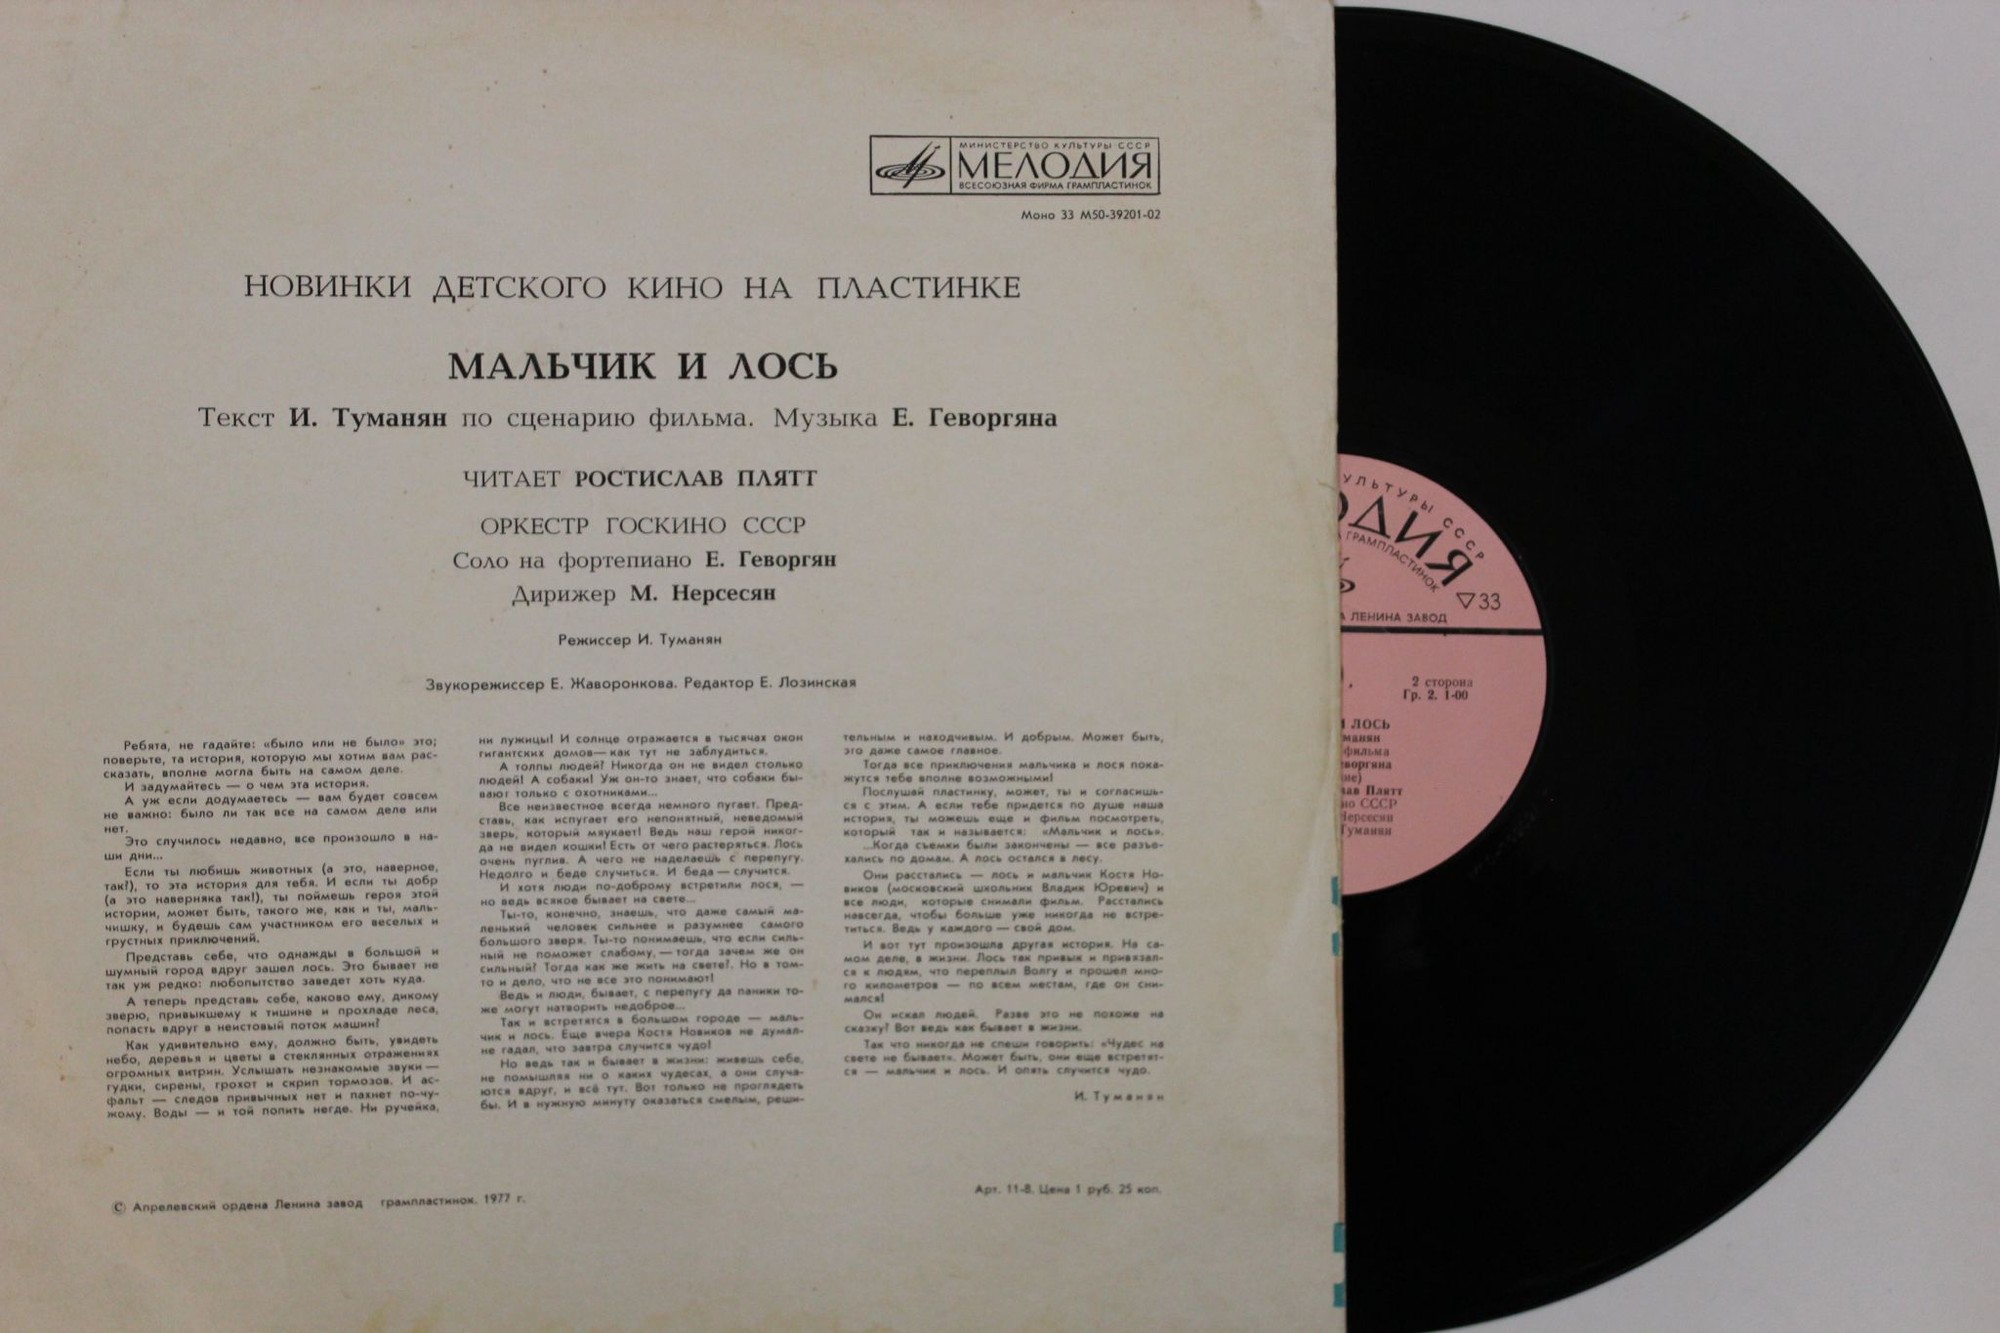 МИНИСТЕРСТВО КУЛЬТУРЫ СССР
МЕЛОДИЯ
ВСЕСОЮЗНАЯ ФИРМА ГРАМПЛАСТИНОК
Моно 33 М50-39201-02
НОВИНКИ ДЕТСКОГО КИНО НА ПЛАСТИНКЕ
МАЛЬЧИК И ЛОСЬ
Текст И. Туманян по сценарию фильма. Музыка Е. Геворгяна
ЧИТАЕТ РОСТИСЛАВ ПЛЯТТ
ОРКЕСТР ГОСКИНО СССР
Соло на фортепиано Е. Геворгян
Дирижер М. Нерсесян
Режиссер И. Туманян
Звукорежиссер Е. Жаворонкова. Редактор Е. Лозинская
Ребята, не гадайте: «было или не было» это;
поверьте, та история, которую мы хотим вам рас-
сказать, вполне могла быть на самом деле.
И задумайтесь — о чем эта история.
А уж если додумаетесь — вам будет совсем
не важно: было ли так все на самом деле или
нет.
Это случилось недавно, все произошло в на-
ши дни...
Если ты любишь животных (а это, наверное,
так!), то эта история для тебя. И если ты добр
(а это наверняка так!), ты поймешь героя этой
истории, может быть, такого же, как и ты, маль-
чишку, и будешь сам участником его веселых и
грустных приключений.
Представь себе, что однажды в большой и
шумный город вдруг зашел лось. Это бывает не
так уж редко: любопытство заведет хоть куда.
А теперь представь себе, каково ему, дикому
зверю, привыкшему к тишине и прохладе леса,
попасть вдруг в неистовый поток машин?
Как удивительно ему, должно быть, увидеть
небо, деревья и цветы в стеклянных отражениях
огромных витрин. Услышать незнакомые звуки —
гудки, сирены, грохот и скрип тормозов. И ас-
фальт — следов привычных нет и пахнет по-чу-
жому. Воды — и той попить негде. Ни ручейка,
ни лужицы! И солнце отражается в тысячах окон
гигантских домов — как тут не заблудиться.
А толпы людей? Никогда он не видел столько
людей! А собаки! Уж он-то знает, что собаки бы-
вают только с охотниками...
Все неизвестное всегда немного пугает. Пред-
ставь, как испугает его непонятный, неведомый
зверь, который мяукает! Ведь наш герой никог-
да не видел кошки! Есть от чего растеряться. Лось
очень пуглив. А чего не наделаешь с перепугу.
Недолго и беде случиться. И беда — случится.
И хотя люди по-доброму встретили лося, —
но ведь всякое бывает на свете...
Ты-то, конечно, знаешь, что даже самый ма-
ленький человек сильнее и разумнее самого
большого зверя. Ты-то понимаешь, что если силь-
ный не поможет слабому, — тогда зачем же он
сильный? Тогда как же жить на свете?. Но в том-
то и дело, что не все это понимают!
Ведь и люди, бывает, с перепугу да паники то-
же могут натворить недоброе...
Так и встретятся в большом городе — маль-
чик и лось. Еще вчера Костя Новиков не думал-
не гадал, что завтра случится чудо!
Но ведь так и бывает в жизни: живешь себе,
не помышляя ни о каких чудесах, а они случа-
ются вдруг, и всё тут. Вот только не проглядеть
бы. И в нужную минуту оказаться смелым, реши-
тельным и находчивым. И добрым. Может быть,
это даже самое главное.
Тогда все приключения мальчика и лося пока-
жутся тебе вполне возможными!
Послушай пластинку, может, ты и согласишь-
ся с этим. А если тебе придется по душе наша
история, ты можешь еще и фильм посмотреть,
который так и называется: «Мальчик и лось».
...Когда съемки были закончены — все разъе-
хались по домам. А лось остался в лесу.
Они расстались — лось и мальчик Костя Но-
виков (московский школьник Владик Юревич) и
все люди, которые снимали фильм. Расстались
навсегда, чтобы больше уже никогда не встре-
титься. Ведь у каждого — свой дом.
И вот тут произошла другая история. На са-
мом деле, в жизни. Лось так привык и привязал-
ся к людям, что переплыл Волгу и прошел мно-
го километров — по всем местам, где он сни-
мался!
Он искал людей. Разве это не похоже на
сказку? Вот ведь как бывает в жизни.
Так что никогда не спеши говорить: «Чудес на
свете не бывает». Может быть, они еще встретят-
ся — мальчик и лось. И опять случится чудо.
И. Туманян
© Апрелевский ордена Ленина завод грампластинок. 1977 г.
Арт. 11-8. Цена 1 руб. 25 коп.
УЛЬТУРЫ СССР
ОДИЯ
ГРАМПЛАСТИНОК
▽33
А ЛЕНИНА ЗАВОД
2 сторона
Гр. 2. 1-00
И ЛОСЬ
манян
фильма
воргяна
ие)
лав Плятт
но СССР
Нерсесян
Туманян